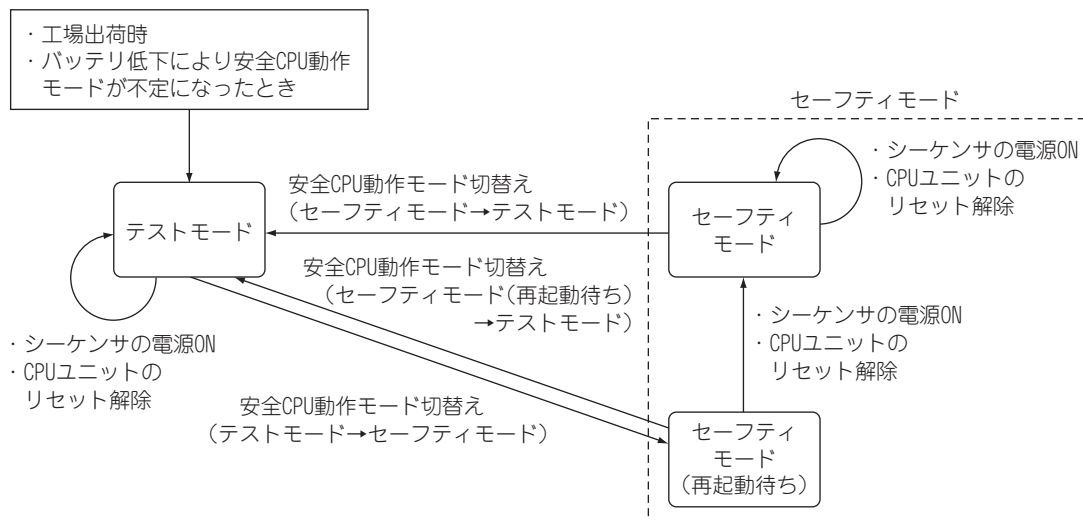 ・工場出荷時
・バッテリ低下により安全CPU動作
モードが不定になったとき
セーフティモード
・シーケンサの電源ON
・CPUユニットの
リセット解除
安全CPU動作モード切替え
（セーフティモード→テストモード）
テストモード
セーフティ
モード
安全CPU動作モード切替え
（セーフティモード（再起動待ち）
→テストモード）
・シーケンサの電源ON
・CPUユニットの
リセット解除
・シーケンサの電源ON
・CPUユニットの
リセット解除
安全CPU動作モード切替え
（テストモード→セーフティモード）
セーフティ
モード
（再起動待ち）